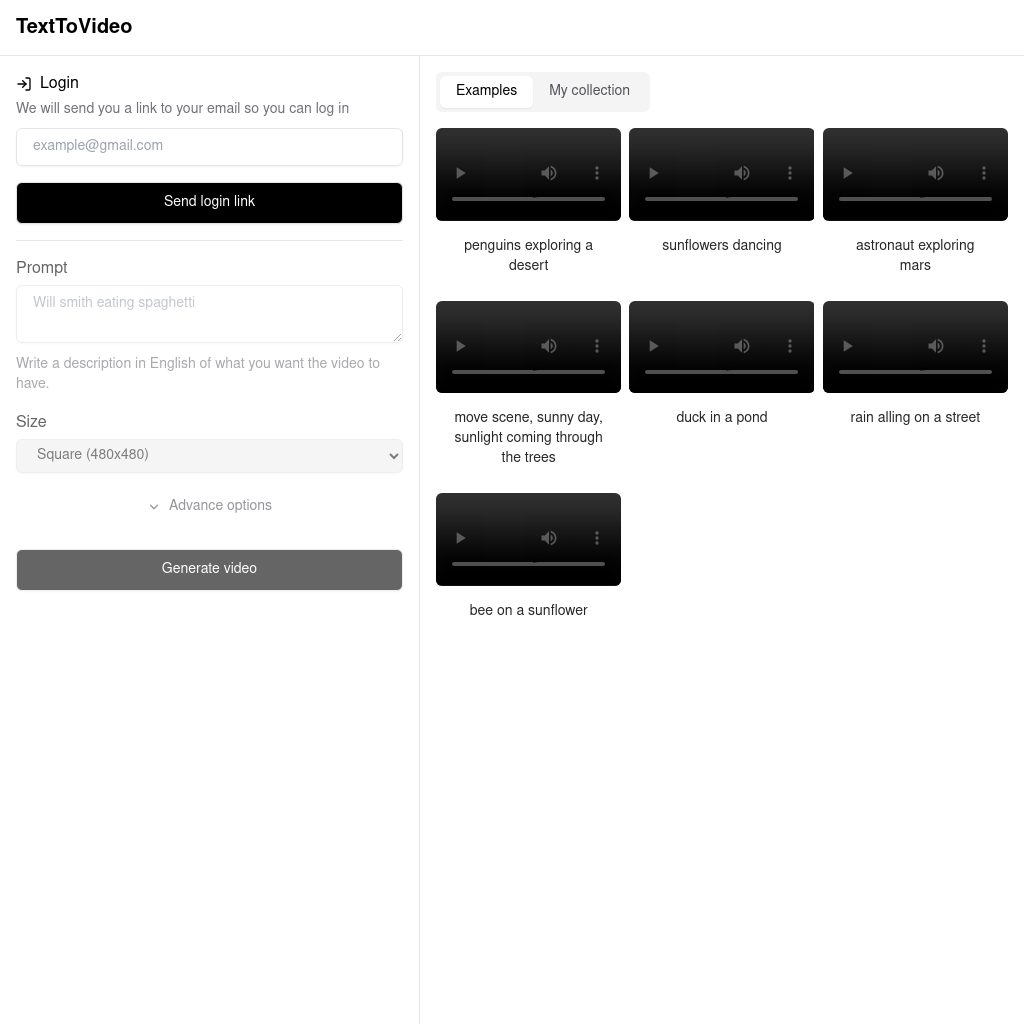 TextToVideo
Login
We will send you a link to your email so you can log in
example@gmail.com
Send login link
Prompt
Will smith eating spaghetti
Write a description in English of what you want the video to
have.
Size
Square (480x480)
Advance options
Generate video
Examples
My collection
penguins exploring a
desert
sunflowers dancing
astronaut exploring
mars
move scene, sunny day,
sunlight coming through
the trees
duck in a pond
rain alling on a street
bee on a sunflower